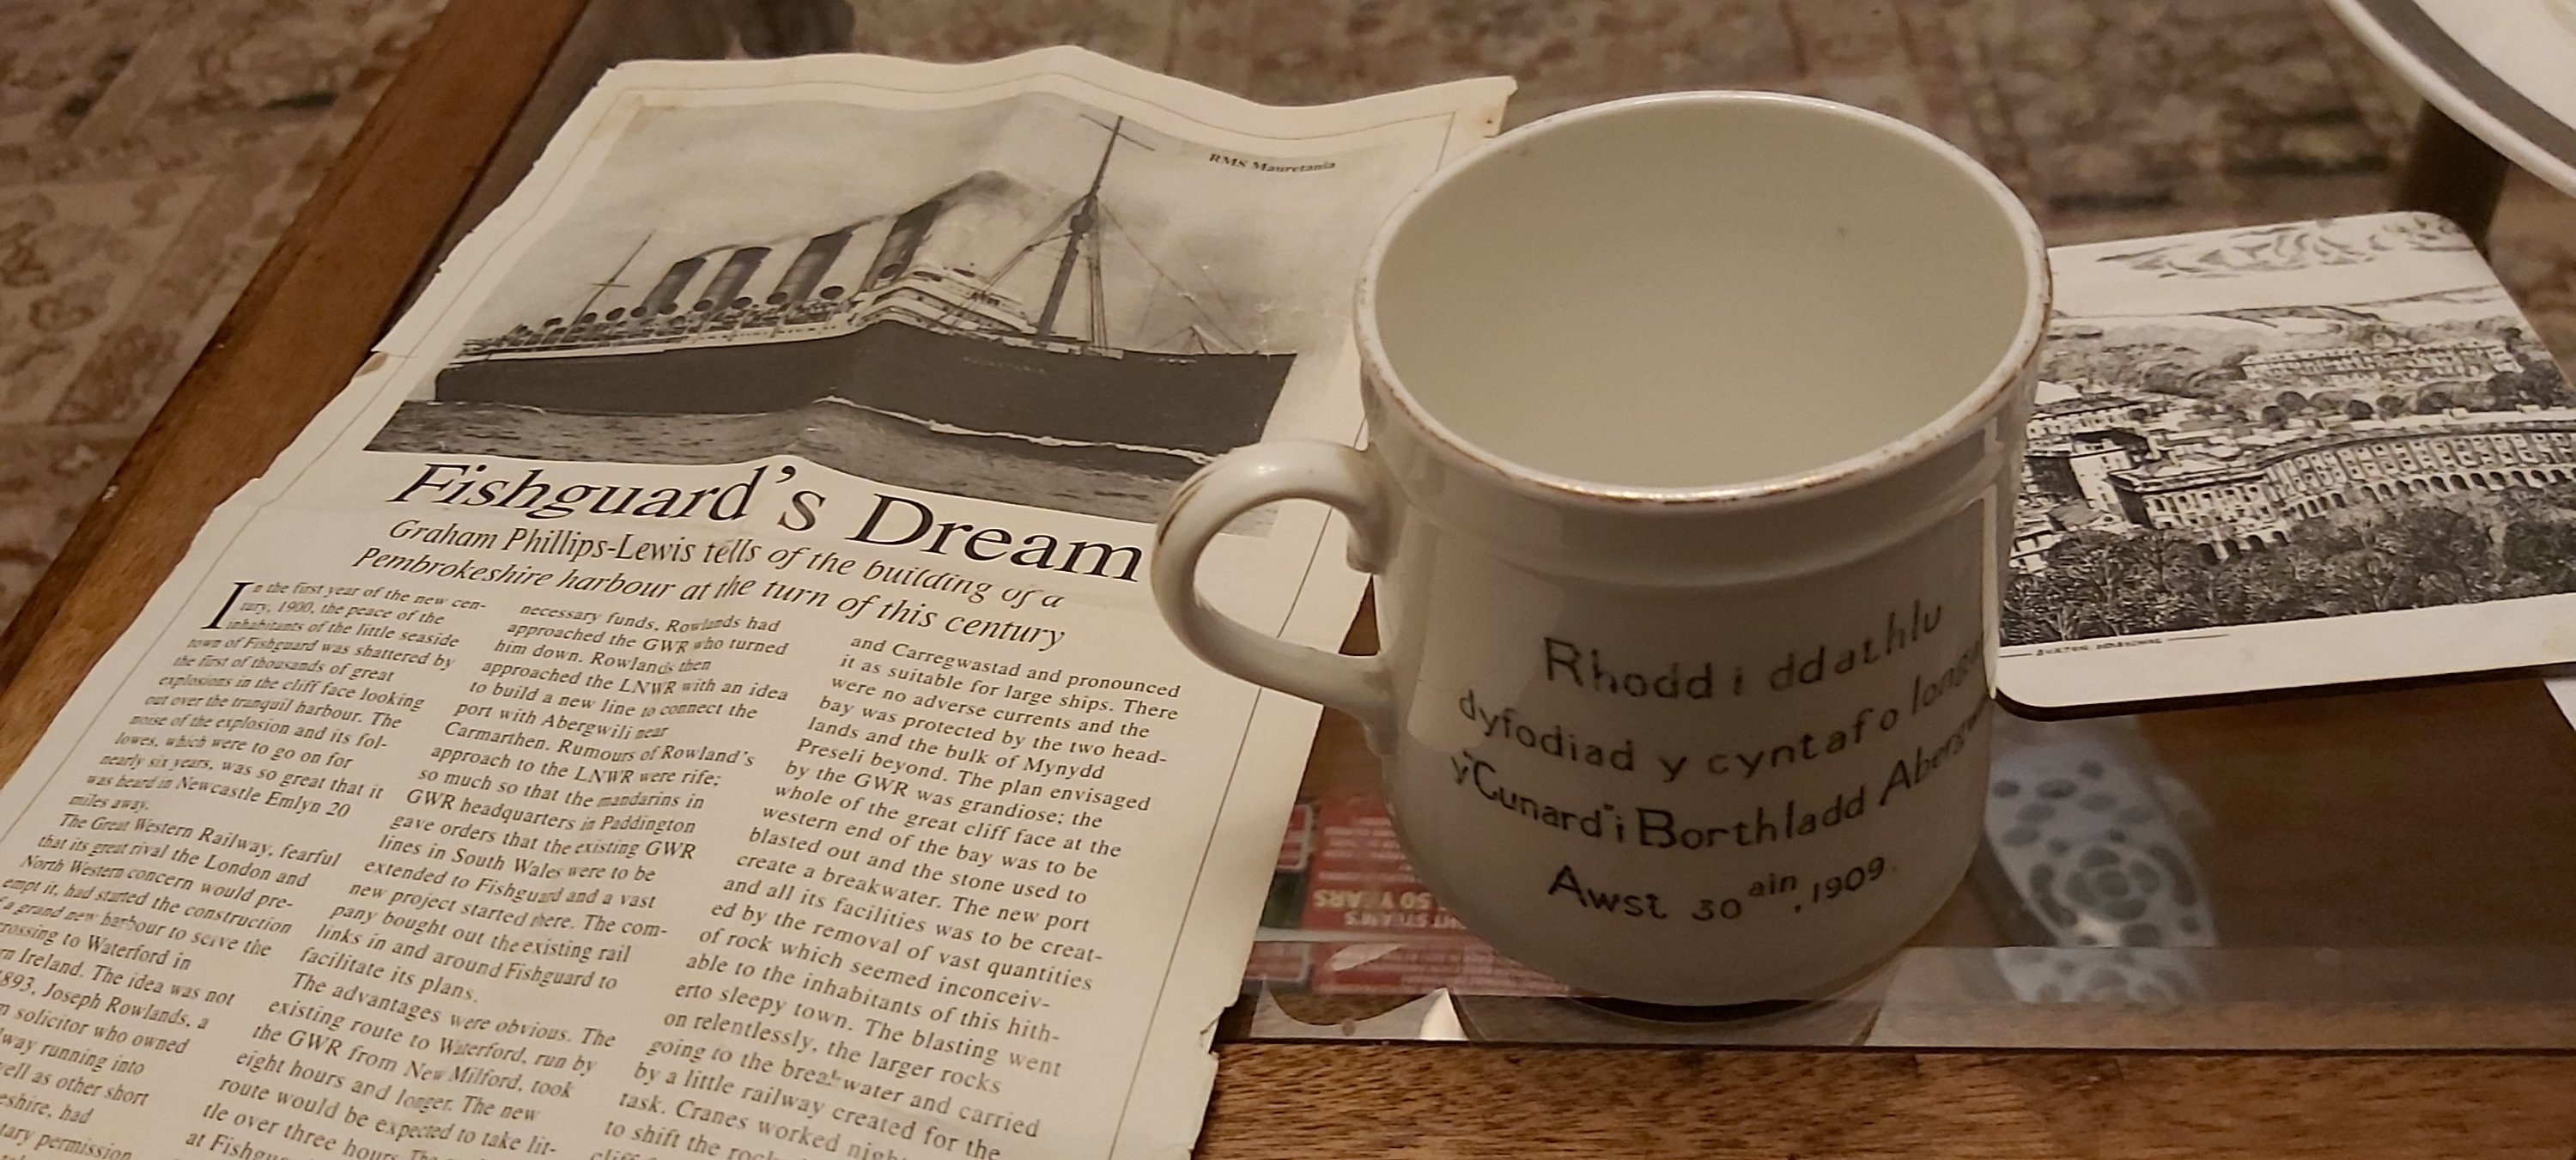 RMS Mauretania
Fishguard's Dream
Graham Phillips-Lewis tells of the building of a
Pembrokeshire harbour at the turn of this century
In the first year of the new cen-
tury, 1900, the peace of the
inhabitants of the little seaside
town of Fishguard was shattered by
the first of thousands of great
explosions in the cliff face looking
out over the tranquil harbour. The
noise of the explosion and its fol-
lowes, which were to go on for
nearly six years, was so great that it
was heard in Newcastle Emlyn 20
miles away.
The Great Western Railway, fearful
that its great rival the London and
North Western concern would pre-
empt it, had started the construction
of a grand new harbour to serve the
crossing to Waterford in
Ireland. The idea was not
1893, Joseph Rowlands, a
solicitor who owned
running into
as other short
had
permission
necessary funds. Rowlands had
approached the GWR who turned
him down. Rowlands then
approached the LNWR with an idea
to build a new line to connect the
port with Abergwili near
Carmarthen. Rumours of Rowland's
approach to the LNWR were rife;
so much so that the mandarins in
GWR headquarters in Paddington
gave orders that the existing GWR
lines in South Wales were to be
extended to Fishguard and a vast
new project started there. The com-
pany bought out the existing rail
links in and around Fishguard to
facilitate its plans.
The advantages were obvious. The
existing route to Waterford, run by
the GWR from New Milford, took
eight hours and longer. The new
route would be expected to take lit-
tle over three hours. The
at
and Carregwastad and pronounced
it as suitable for large ships. There
were no adverse currents and the
bay was protected by the two head-
lands and the bulk of Mynydd
Preseli beyond. The plan envisaged
by the GWR was grandiose; the
whole of the great cliff face at the
western end of the bay was to be
blasted out and the stone used to
create a breakwater. The new port
and all its facilities was to be creat-
ed by the removal of vast quantities
of rock which seemed inconceiv-
able to the inhabitants of this hith-
erto sleepy town. The blasting went
on relentlessly, the larger rocks
going to the breakwater and carried
by a little railway created for the
task. Cranes worked
to shift the
Rhodd i ddathlu
dyfodiad y cyntaf o
y "Cunard" i Borthladd
Awst 30ain, 1909.
50 YEARS
BUXTON